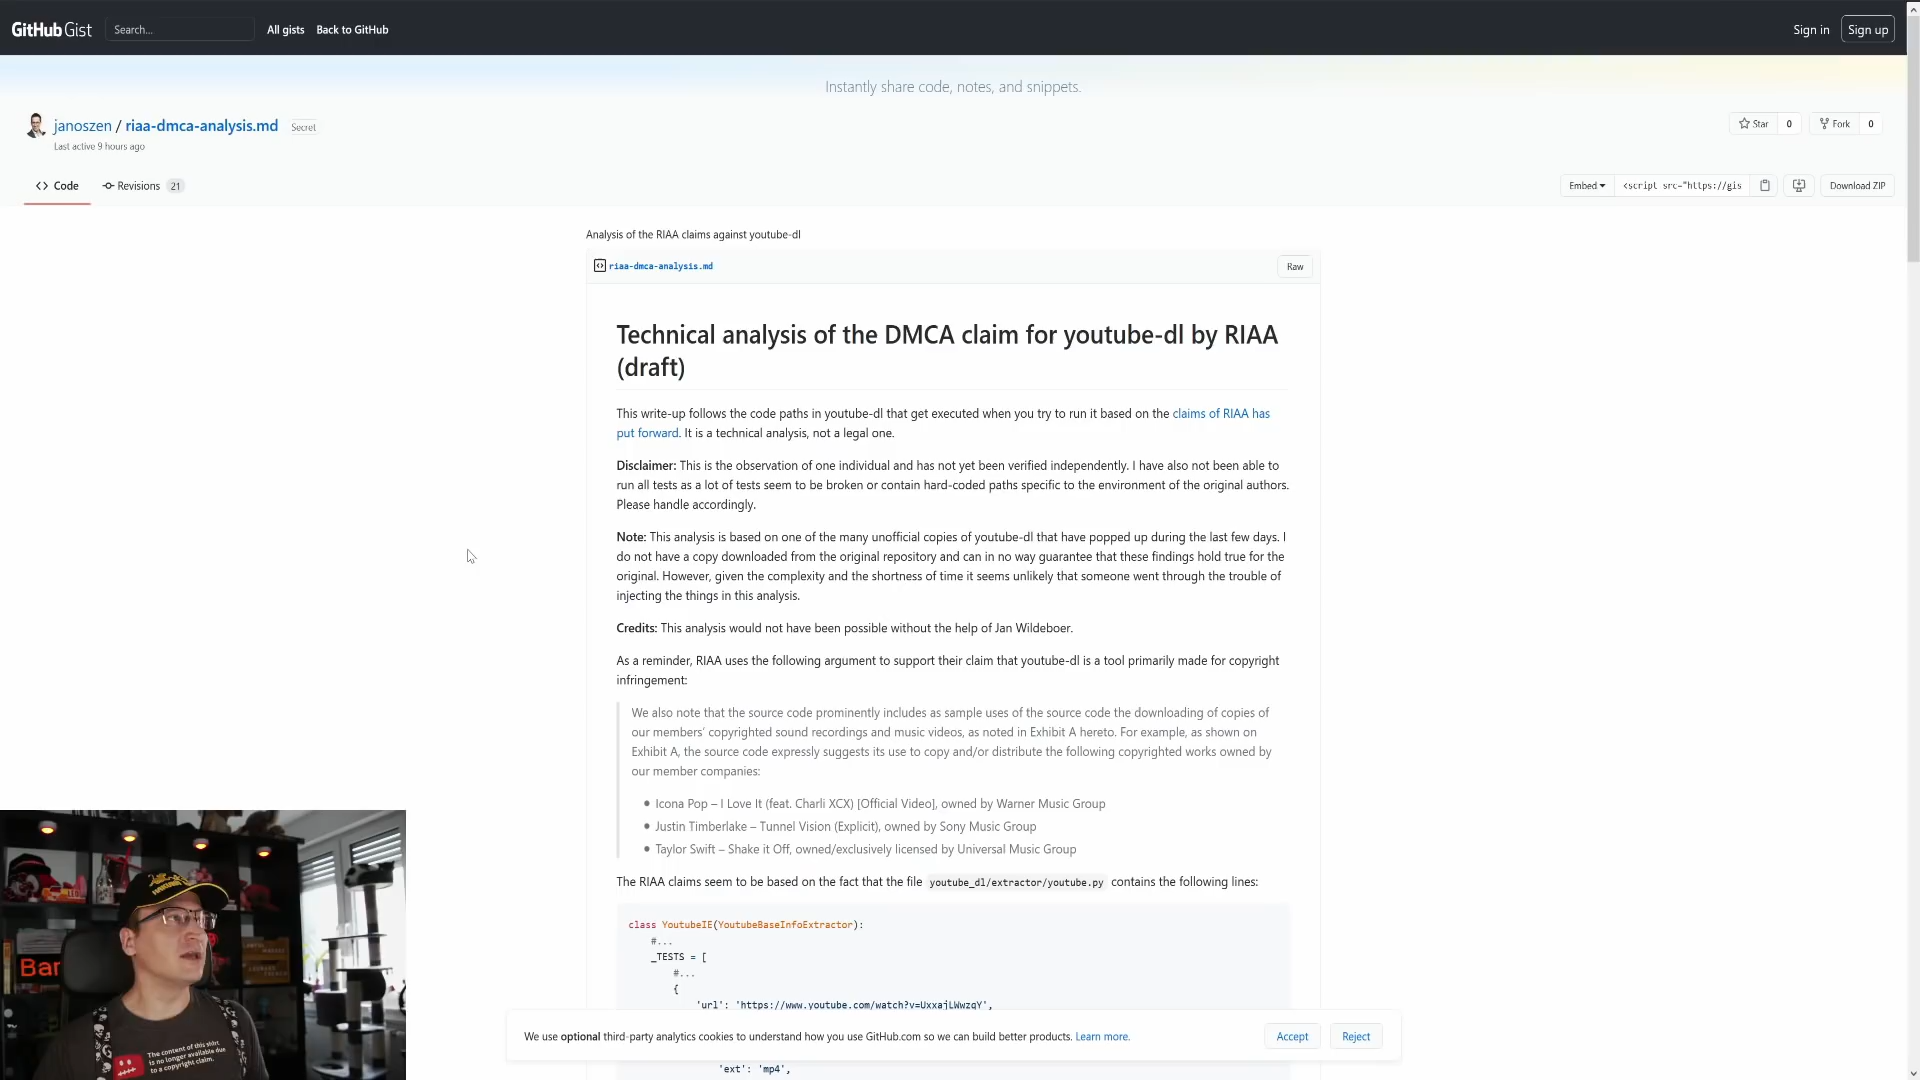 GitHub Gist Search... All gists Back to GitHub Sign in Sign up
Instantly share code, notes, and snippets.
janoszen / riaa-dmca-analysis.md Secret
Last active 9 hours ago
Star 0 Fork 0
Code Revisions 21
Embed <script src="https://gis Download ZIP
Analysis of the RIAA claims against youtube-dl
riaa-dmca-analysis.md Raw
Technical analysis of the DMCA claim for youtube-dl by RIAA
(draft)
This write-up follows the code paths in youtube-dl that get executed when you try to run it based on the claims of RIAA has
put forward. It is a technical analysis, not a legal one.
Disclaimer: This is the observation of one individual and has not yet been verified independently. I have also not been able to
run all tests as a lot of tests seem to be broken or contain hard-coded paths specific to the environment of the original authors.
Please handle accordingly.
Note: This analysis is based on one of the many unofficial copies of youtube-dl that have popped up during the last few days. I
do not have a copy downloaded from the original repository and can in no way guarantee that these findings hold true for the
original. However, given the complexity and the shortness of time it seems unlikely that someone went through the trouble of
injecting the things in this analysis.
Credits: This analysis would not have been possible without the help of Jan Wildeboer.
As a reminder, RIAA uses the following argument to support their claim that youtube-dl is a tool primarily made for copyright
infringement:
We also note that the source code prominently includes as sample uses of the source code the downloading of copies of
our members' copyrighted sound recordings and music videos, as noted in Exhibit A hereto. For example, as shown on
Exhibit A, the source code expressly suggests its use to copy and/or distribute the following copyrighted works owned by
our member companies:
• Icona Pop – I Love It (feat. Charli XCX) [Official Video], owned by Warner Music Group
• Justin Timberlake – Tunnel Vision (Explicit), owned by Sony Music Group
• Taylor Swift – Shake it Off, owned/exclusively licensed by Universal Music Group
The RIAA claims seem to be based on the fact that the file youtube_dl/extractor/youtube.py contains the following lines:
class YoutubeIE(YoutubeBaseInfoExtractor):
#...
_TESTS = [
#...
{
'url': 'https://www.youtube.com/watch?v=UxxajLWwzqY',
We use optional third-party analytics cookies to understand how you use GitHub.com so we can build better products. Learn more. Accept Reject
'ext': 'mp4',
Bar
The content of this shirt
is no longer available due
to a copyright claim.